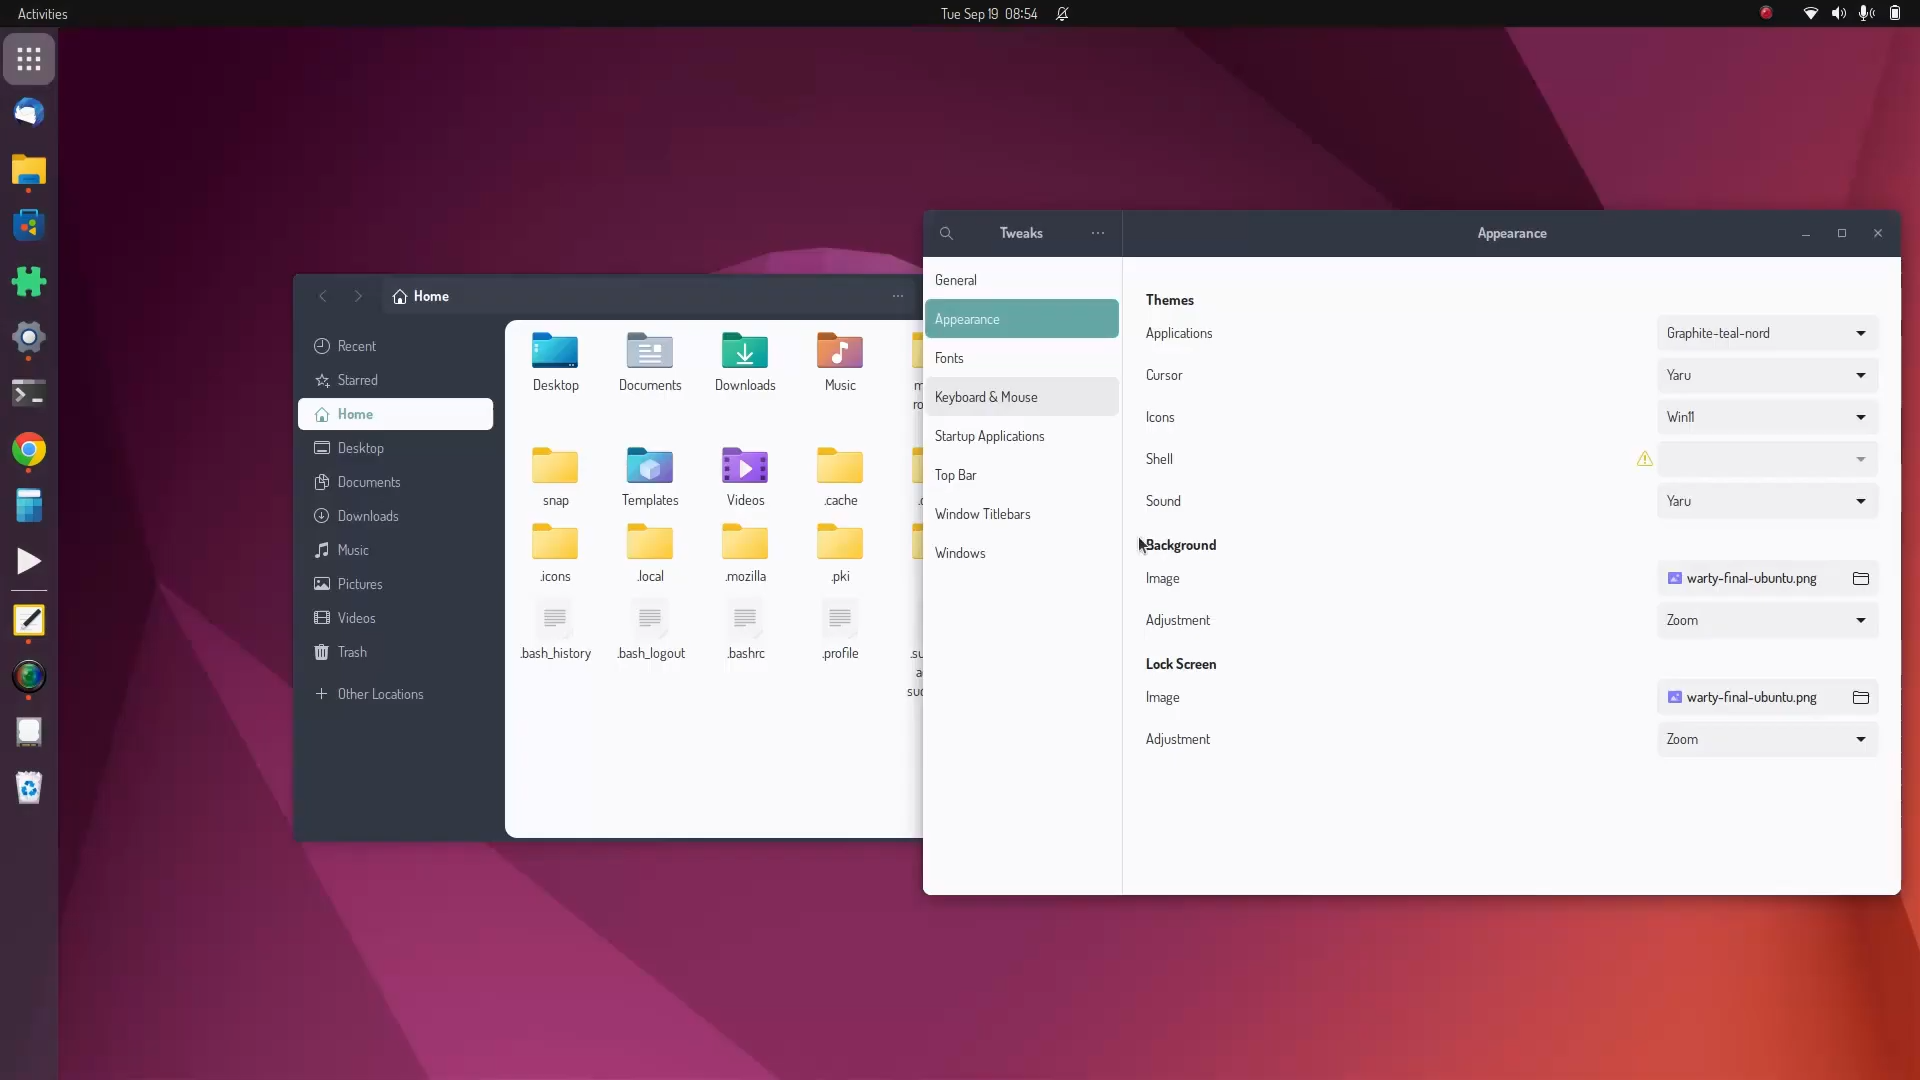 Activities
Tue Sep 19 08:54
Home
Recent
Starred
Home
Desktop
Documents
Downloads
Music
Pictures
Videos
Trash
Other Locations
Desktop
Documents
Downloads
Music
snap
Templates
Videos
.cache
.icons
.local
.mozilla
.pki
.bash_history
.bash_logout
.bashrc
.profile
Tweaks
Appearance
General
Appearance
Fonts
Keyboard & Mouse
Startup Applications
Top Bar
Window Titlebars
Windows
Themes
Applications Graphite-teal-nord
Cursor Yaru
Icons Win11
Shell
Sound Yaru
Background
Image warty-final-ubuntu.png
Adjustment Zoom
Lock Screen
Image warty-final-ubuntu.png
Adjustment Zoom